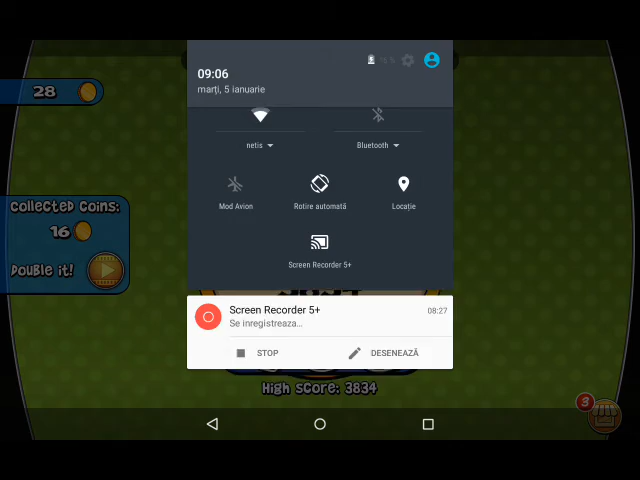 16 %
09:06
marți, 5 ianuarie
28
netis
Bluetooth
Collected Coins:
16
Double it!
Mod Avion
Rotire automată
Locație
Screen Recorder 5+
Screen Recorder 5+
08:27
Se inregistreaza...
STOP
DESENEAZĂ
High Score: 3834
3